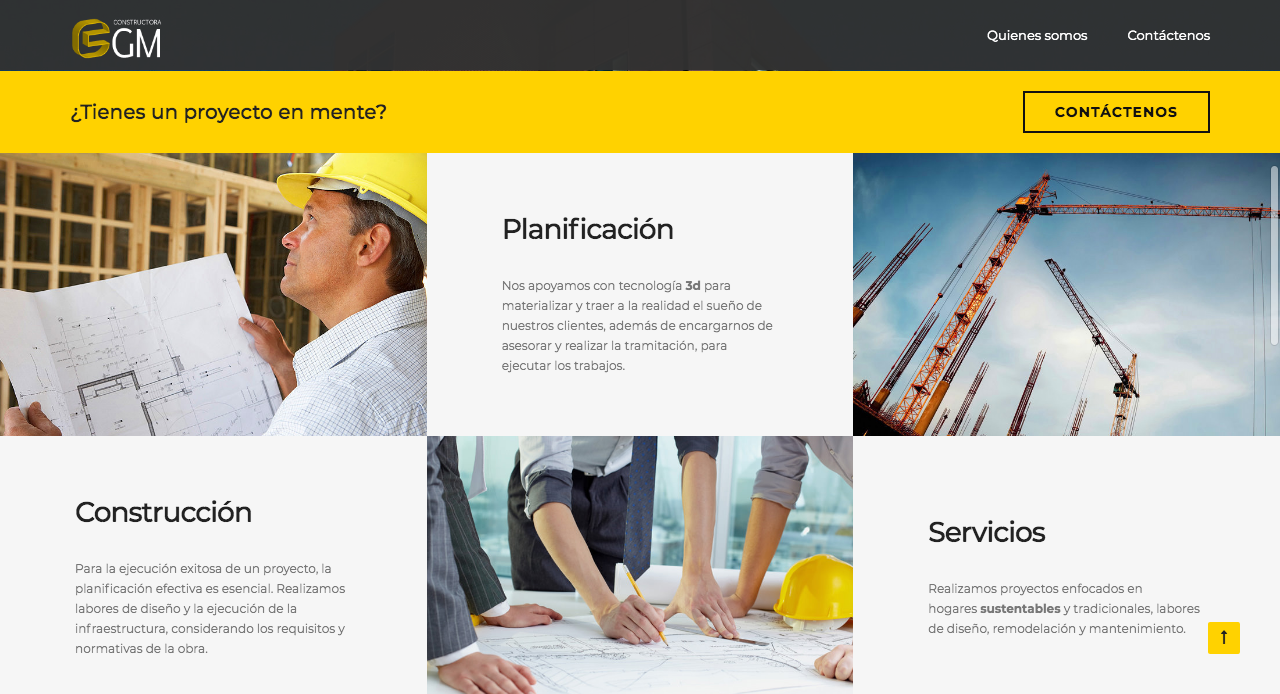 CONSTRUCTORA
GM
Quienes somos
Contáctenos
¿Tienes un proyecto en mente?
CONTÁCTENOS
Planificación
Nos apoyamos con tecnología 3d para
materializar y traer a la realidad el sueño de
nuestros clientes, además de encargarnos de
asesorar y realizar la tramitación, para
ejecutar los trabajos.
Construcción
Para la ejecución exitosa de un proyecto, la
planificación efectiva es esencial. Realizamos
labores de diseño y la ejecución de la
infraestructura, considerando los requisitos y
normativas de la obra.
Servicios
Realizamos proyectos enfocados en
hogares sustentables y tradicionales, labores
de diseño, remodelación y mantenimiento.